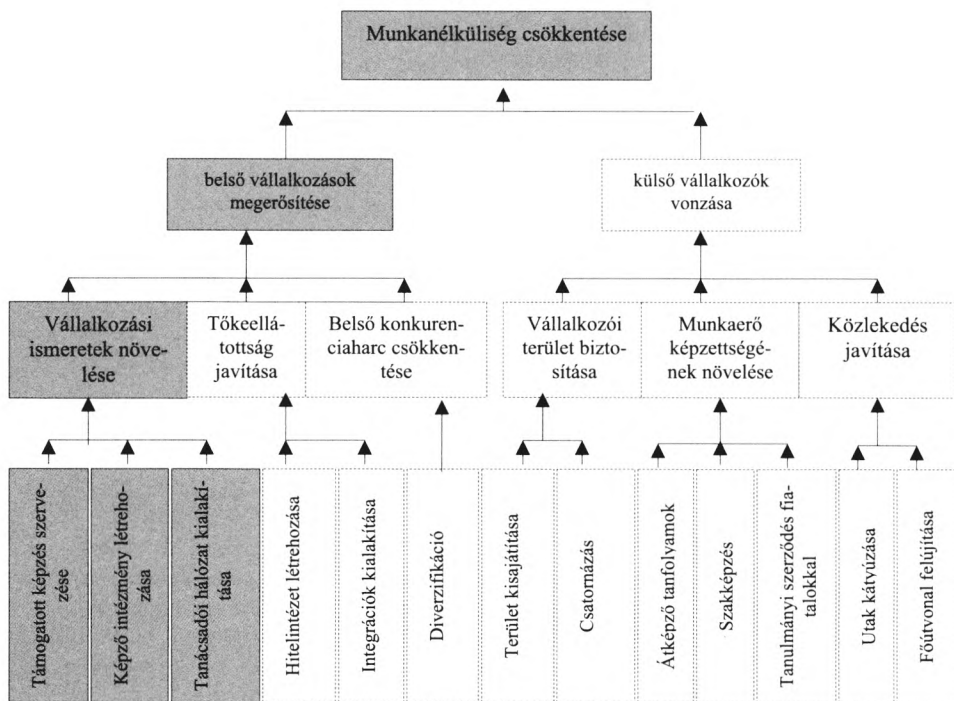 Munkanélküliség csökkentése
belső vállalkozások
megerősítése
külső vállalkozók
vonzása
Vállalkozási
ismeretek növe-
lése
Tőkeellá-
tottság
javítása
Belső konkuren-
ciaharc csökken-
tése
Vállalkozói
terület bizto-
sítása
Munkaerő
képzettségé-
nek növelése
Közlekedés
javítása
Támogatott képzés szerve-
zése
Képző intézmény létreho-
zása
Tanácsadói hálózat kialakí-
tása
Hitelintézet létrehozása
Integrációk kialakítása
Diverzifikáció
Terület kisajátítása
Csatornázás
Átképző tanfolyamok
Szakképzés
Tanulmányi szerződés fia-
talokkal
Utak kátyúzása
Főútvonal felújítása